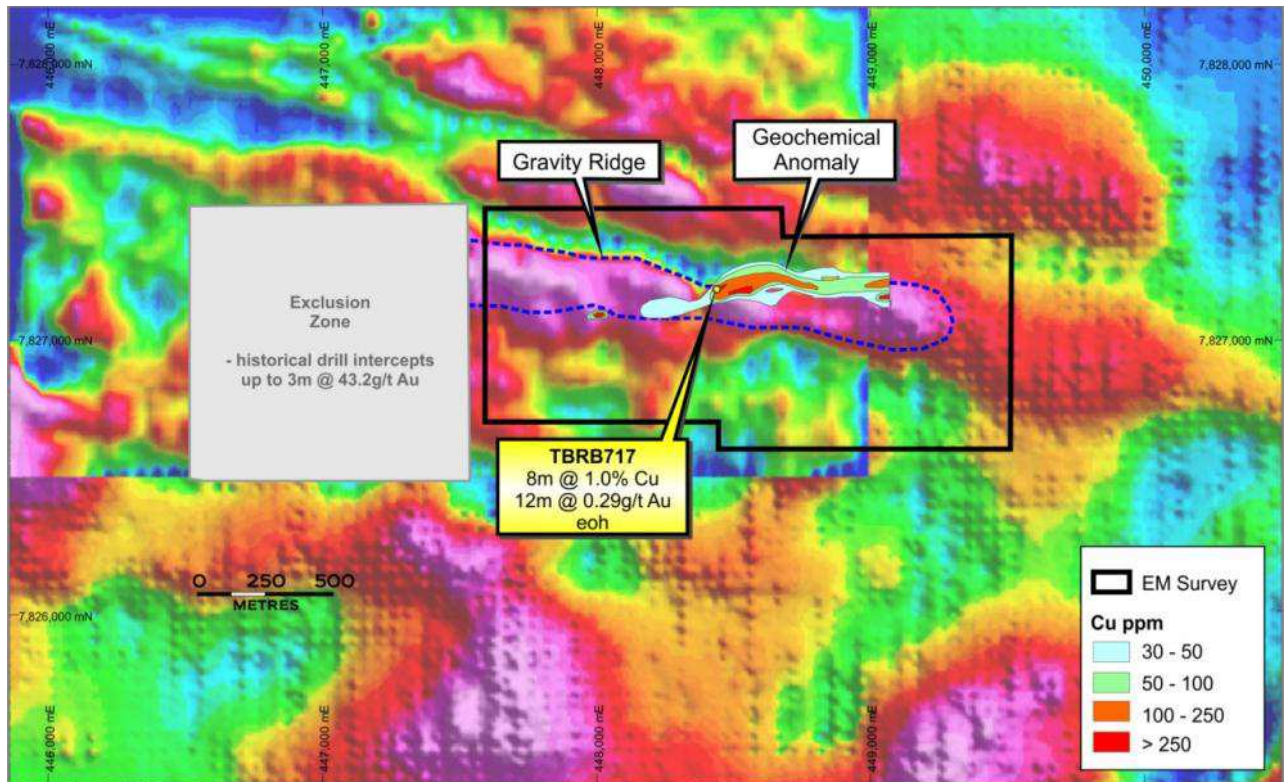 446,000 mE
447,000 mE
448,000 mE
449,000 mE
450,000 mE
7,828,000 mN
7,828,000 mN
Gravity Ridge
Geochemical
Anomaly
Exclusion
Zone
- historical drill intercepts
up to 3m @ 43.2g/t Au
7,827,000 mN
7,827,000 mN
TBRB717
8m @ 1.0% Cu
12m @ 0.29g/t Au
eoh
0 250 500
METRES
7,826,000 mN
EM Survey
Cu ppm
30 - 50
50 - 100
100 - 250
> 250
446,000 mE
447,000 mE
448,000 mE
449,000 mE